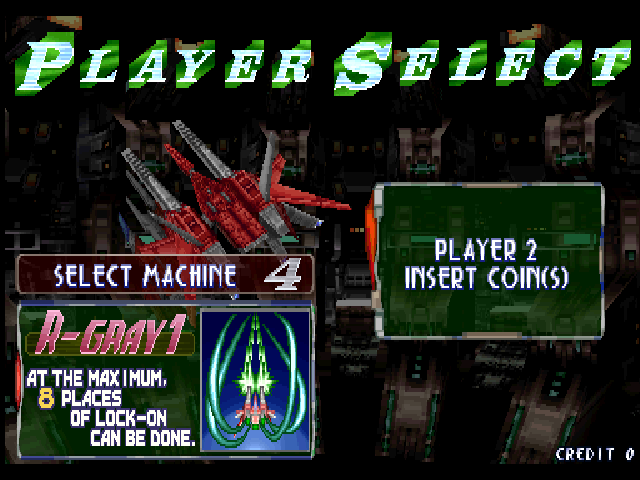 PLAYER SELECT
SELECT MACHINE 4
R-GRAY1
AT THE MAXIMUM,
8 PLACES
OF LOCK-ON
CAN BE DONE.
PLAYER 2
INSERT COIN(S)
CREDIT 0